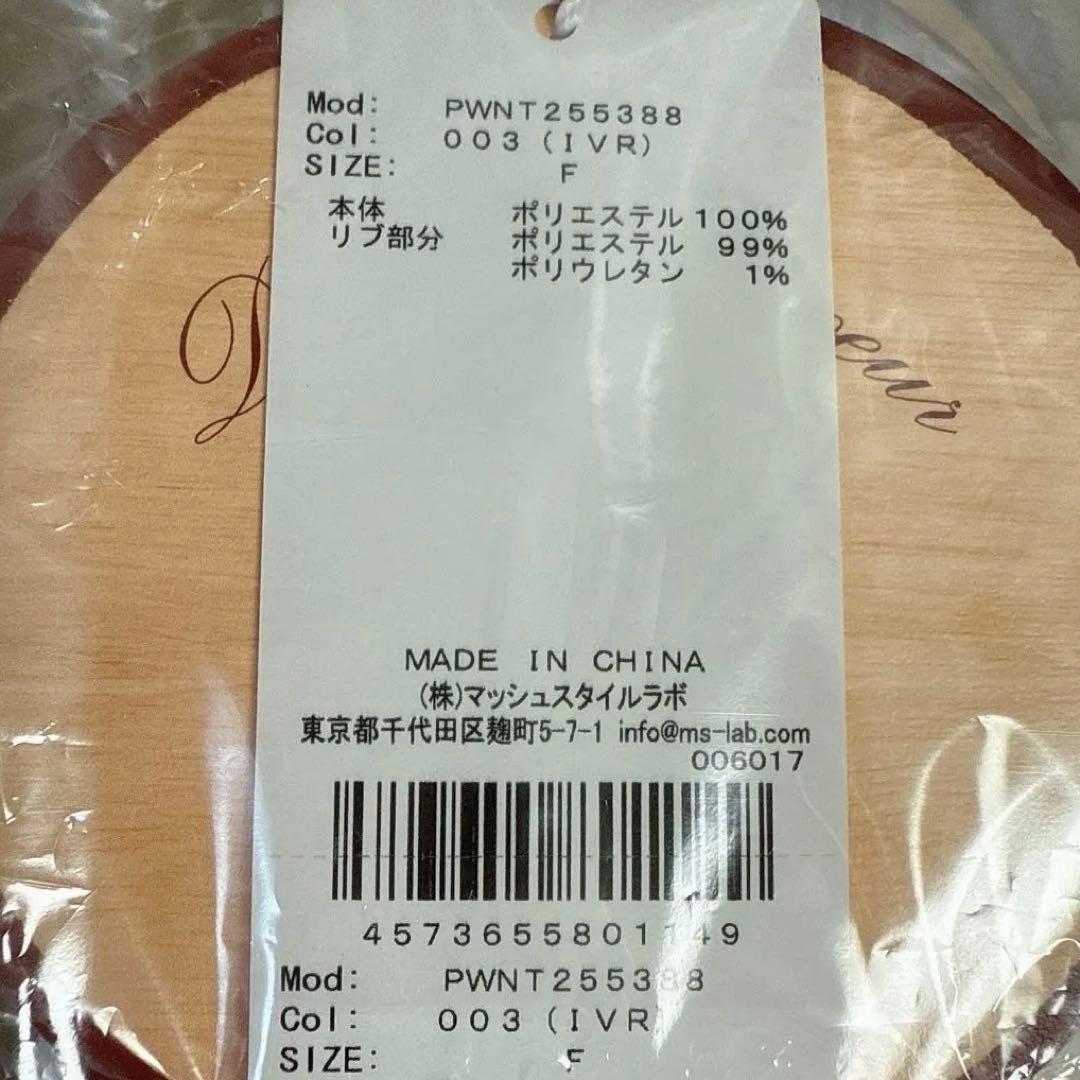 Mod: PWNT255388
Col: 003 (IVR)
SIZE: F
本体 ポリエステル 100%
リブ部分 ポリエステル 99%
ポリウレタン 1%
MADE IN CHINA
(株)マッシュスタイルラボ
東京都千代田区麹町5-7-1 info@ms-lab.com
006017
4573655801149
Mod: PWNT255388
Col: 003 (IVR)
SIZE: F